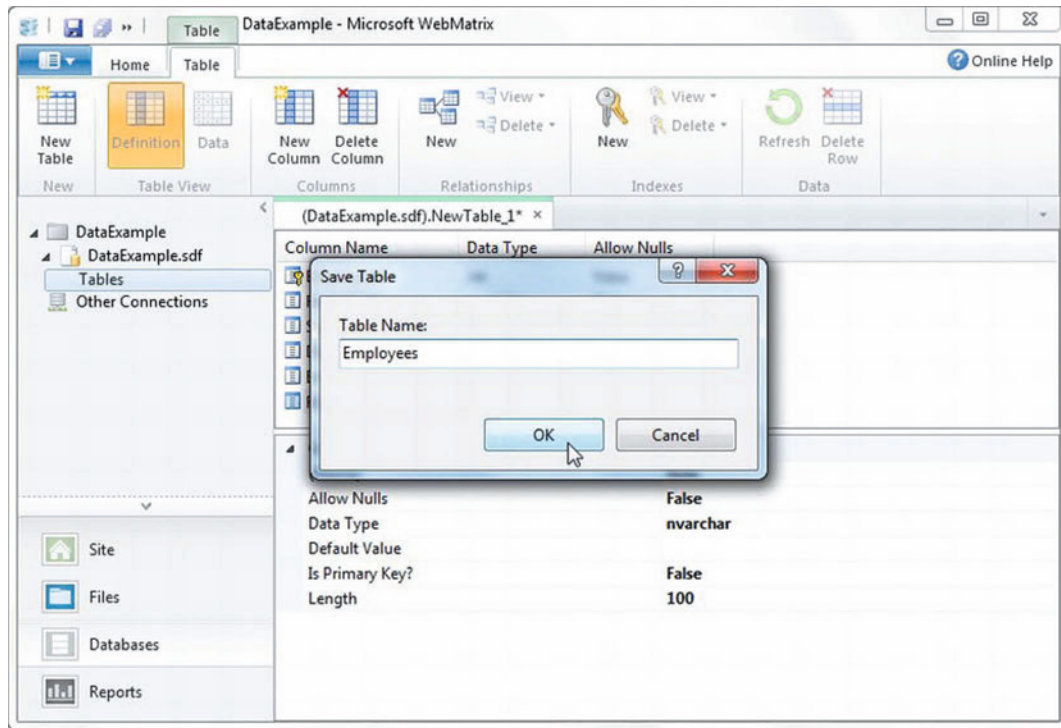 Table
DataExample - Microsoft WebMatrix
Home
Table
Online Help
New Table
Definition
Data
New Column
Delete Column
New
View
Delete
New
View
Delete
Refresh
Delete Row
New
Table View
Columns
Relationships
Indexes
Data
DataExample
DataExample.sdf
Tables
Other Connections
(DataExample.sdf).NewTable_1*
Column Name
Data Type
Allow Nulls
Save Table
Table Name:
Employees
OK
Cancel
Allow Nulls
False
Data Type
nvarchar
Default Value
Is Primary Key?
False
Length
100
Site
Files
Databases
Reports